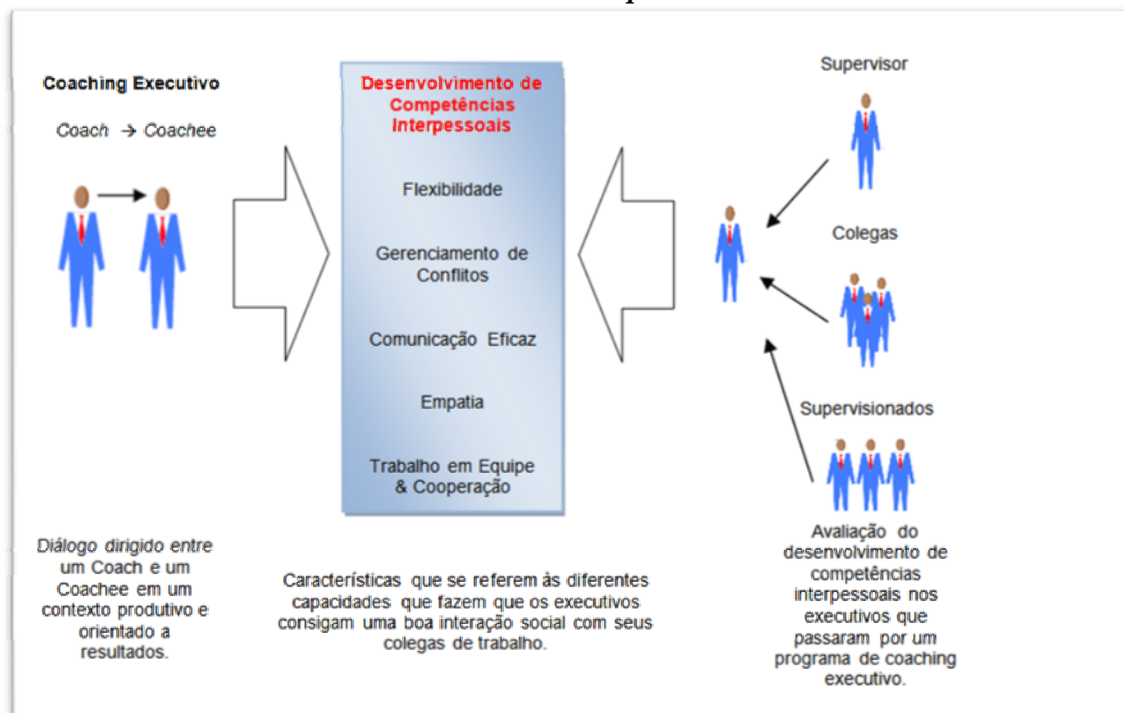 Coaching Executivo
Coach → Coachee
Diálogo dirigido entre
um Coach e um
Coachee em um
contexto produtivo e
orientado a
resultados.
Desenvolvimento de
Competências
Interpessoais
Flexibilidade
Gerenciamento de
Conflitos
Comunicação Eficaz
Empatia
Trabalho em Equipe
& Cooperação
Características que se referem às diferentes
capacidades que fazem que os executivos
consigam uma boa interação social com seus
colegas de trabalho.
Supervisor
Colegas
Supervisionados
Avaliação do
desenvolvimento de
competências
interpessoais nos
executivos que
passaram por um
programa de coaching
executivo.